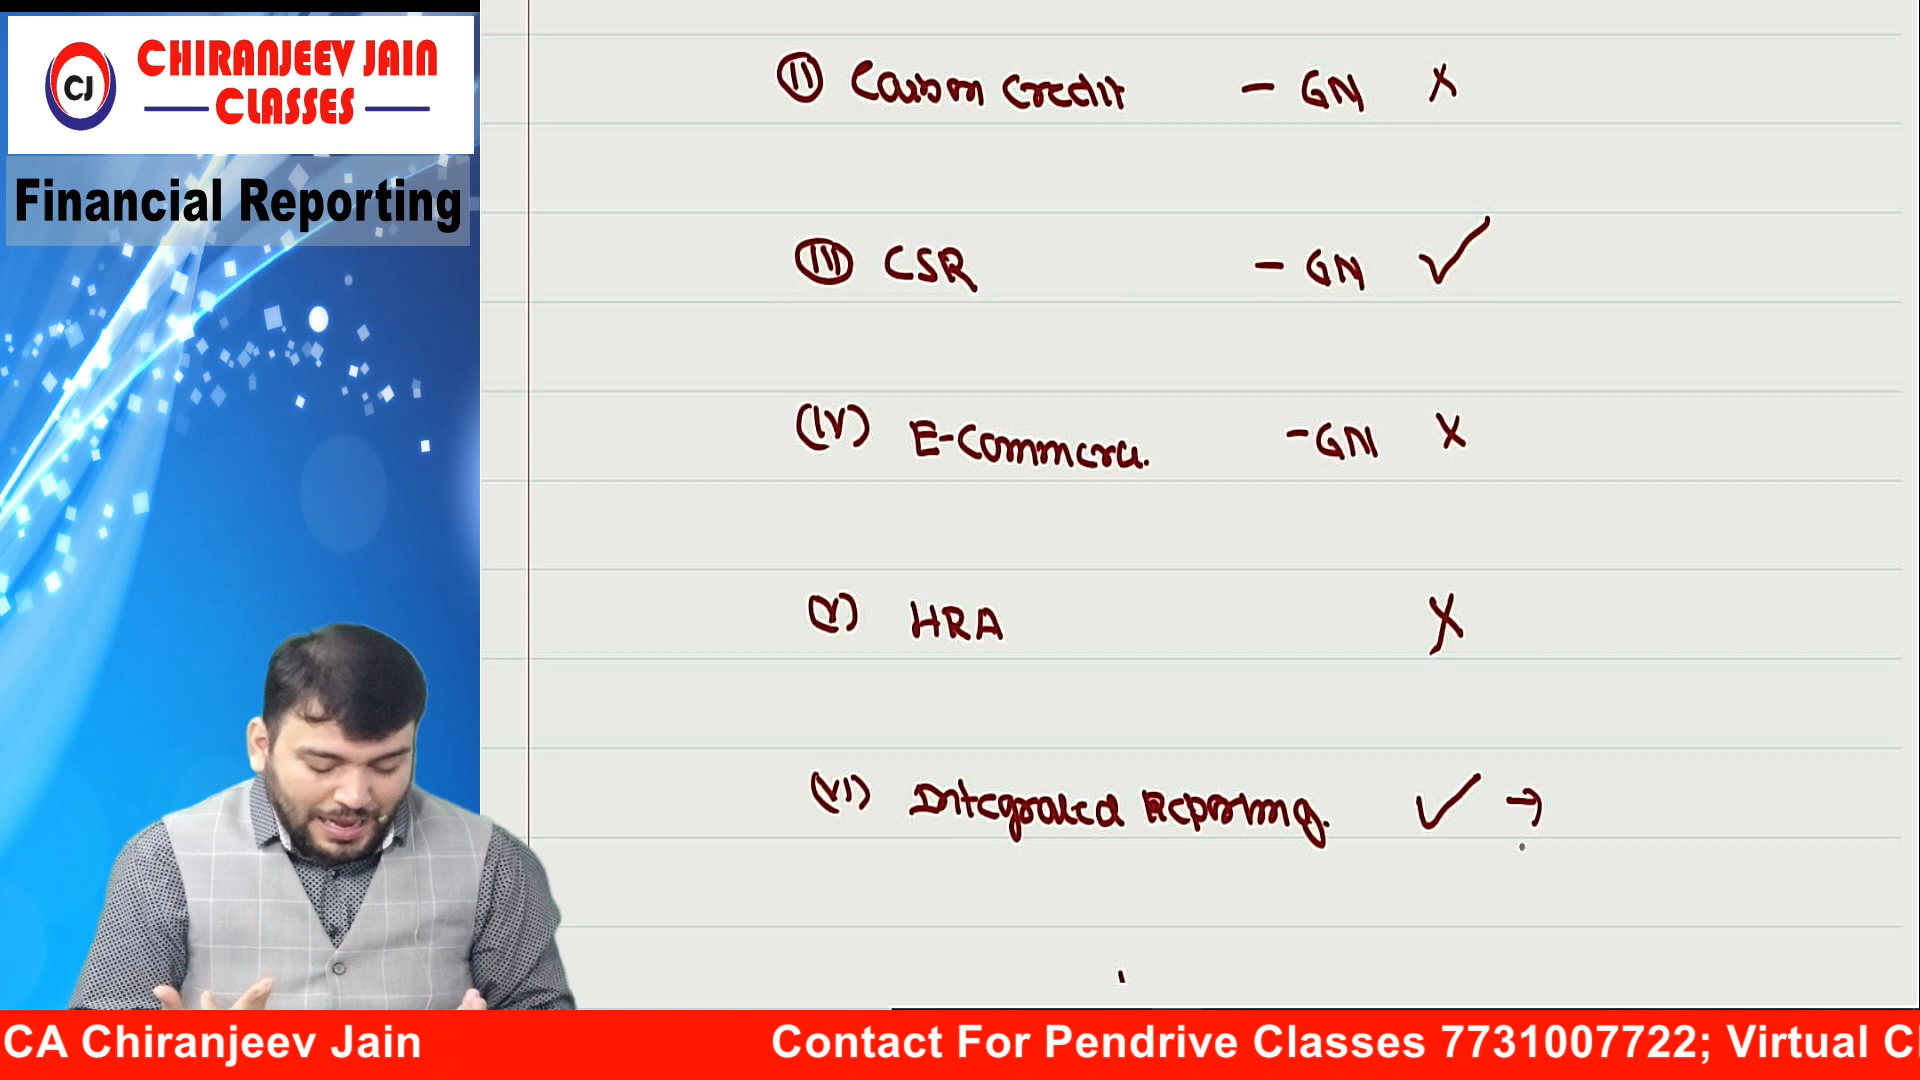 CHIRANJEEV JAIN
CJ
CLASSES
Financial Reporting
(II) Carbon Credit - GN X
(III) CSR - GN ✓
(IV) E-Commerce. - GN X
(V) HRA X
(VI) Integrated Reporting. ✓ →
CA Chiranjeev Jain Contact For Pendrive Classes 7731007722; Virtual Cl